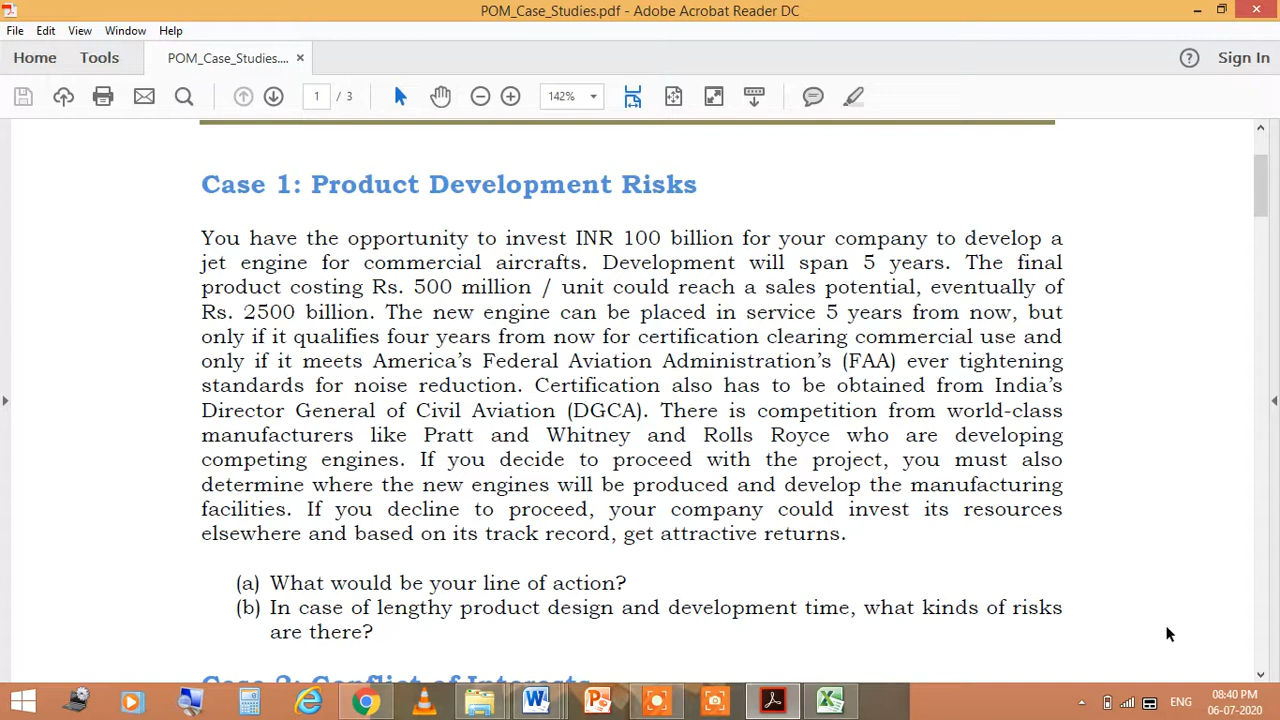 POM_Case_Studies.pdf - Adobe Acrobat Reader DC
File Edit View Window Help
Home Tools POM_Case_Studies.... × Sign In
1 / 3 142%
Case 1: Product Development Risks
You have the opportunity to invest INR 100 billion for your company to develop a
jet engine for commercial aircrafts. Development will span 5 years. The final
product costing Rs. 500 million / unit could reach a sales potential, eventually of
Rs. 2500 billion. The new engine can be placed in service 5 years from now, but
only if it qualifies four years from now for certification clearing commercial use and
only if it meets America's Federal Aviation Administration's (FAA) ever tightening
standards for noise reduction. Certification also has to be obtained from India's
Director General of Civil Aviation (DGCA). There is competition from world-class
manufacturers like Pratt and Whitney and Rolls Royce who are developing
competing engines. If you decide to proceed with the project, you must also
determine where the new engines will be produced and develop the manufacturing
facilities. If you decline to proceed, your company could invest its resources
elsewhere and based on its track record, get attractive returns.
(a) What would be your line of action?
(b) In case of lengthy product design and development time, what kinds of risks
are there?
Case 2: Conflict of Interests
ENG
08:40 PM
06-07-2020